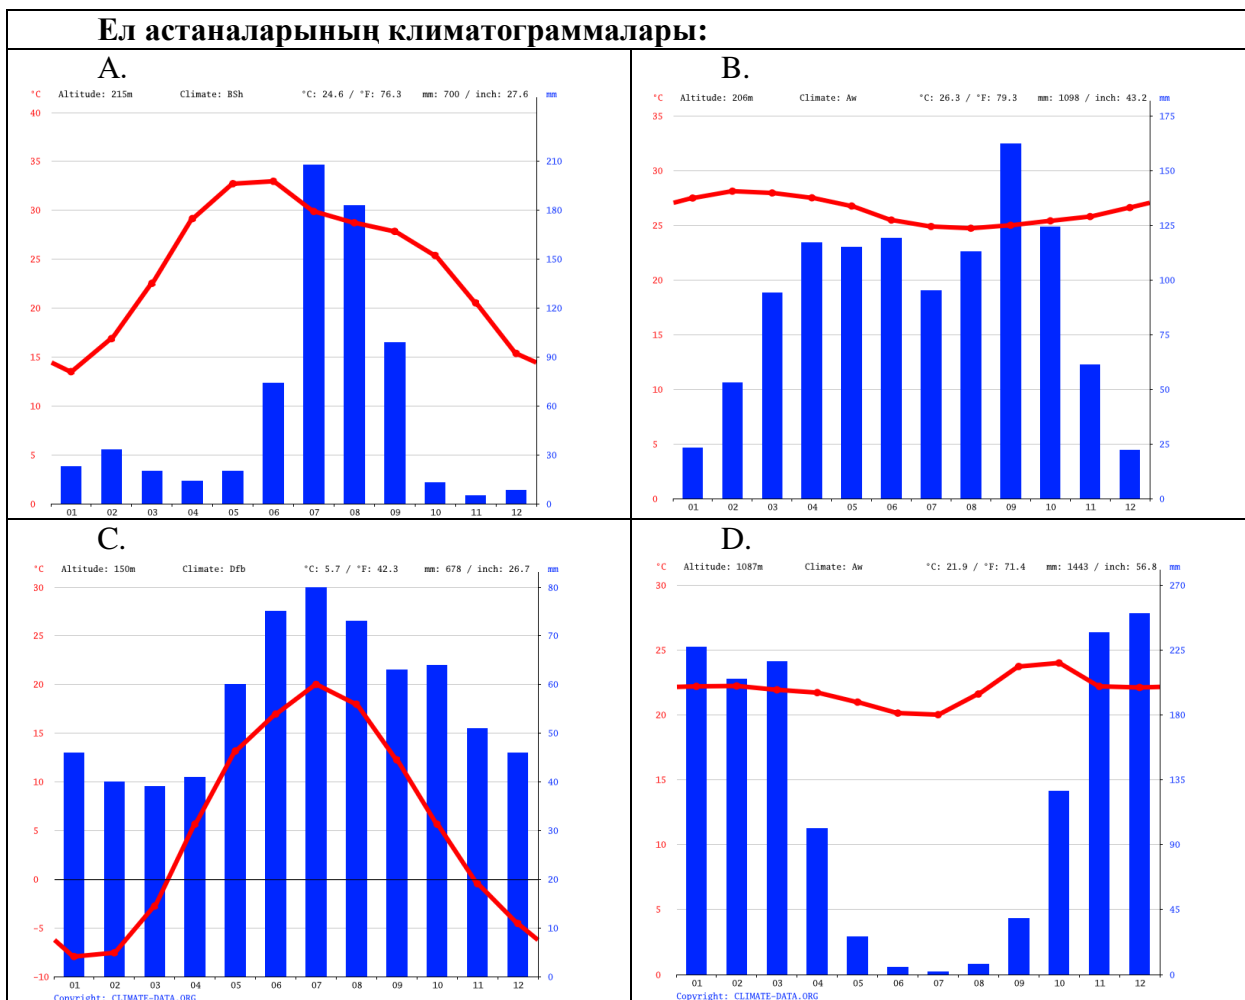 Ел астаналарының климатограммалары:
A.
°C Altitude: 215m Climate: BSh °C: 24.6 / °F: 76.3 mm: 700 / inch: 27.6 mm
40
35 210
30 180
25 150
20 120
15 90
10 60
5 30
0 0
01 02 03 04 05 06 07 08 09 10 11 12
B.
°C Altitude: 206m Climate: Aw °C: 26.3 / °F: 79.3 mm: 1098 / inch: 43.2 mm
35 175
30 150
25 125
20 100
15 75
10 50
5 25
0 0
01 02 03 04 05 06 07 08 09 10 11 12
C.
°C Altitude: 150m Climate: Dfb °C: 5.7 / °F: 42.3 mm: 678 / inch: 26.7 mm
30 80
25 70
20 60
15 50
10 40
5 30
0 20
-5 10
-10 0
01 02 03 04 05 06 07 08 09 10 11 12
Copyright: CLIMATE-DATA.ORG
D.
°C Altitude: 1087m Climate: Aw °C: 21.9 / °F: 71.4 mm: 1443 / inch: 56.8 mm
30 270
25 225
20 180
15 135
10 90
5 45
0 0
01 02 03 04 05 06 07 08 09 10 11 12
Copyright: CLIMATE-DATA.ORG